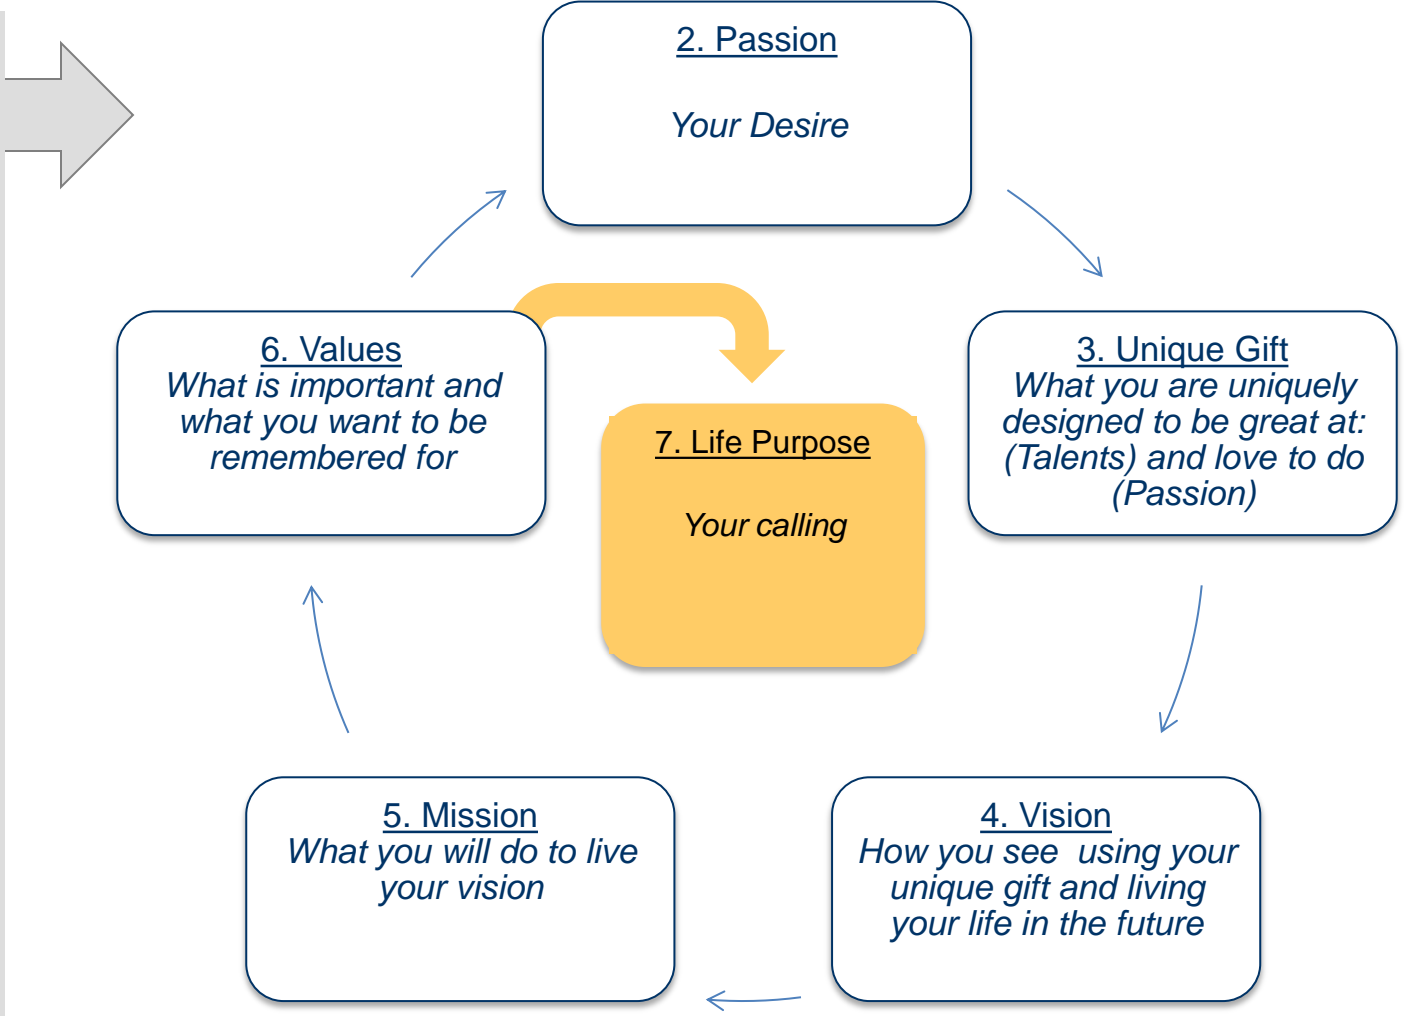 2. Passion
Your Desire
3. Unique Gift
What you are uniquely
designed to be great at:
(Talents) and love to do
(Passion)
4. Vision
How you see  using your
unique gift and living
your life in the future
5. Mission
What you will do to live
your vision
6. Values
What is important and
what you want to be
remembered for
7. Life Purpose
Your calling